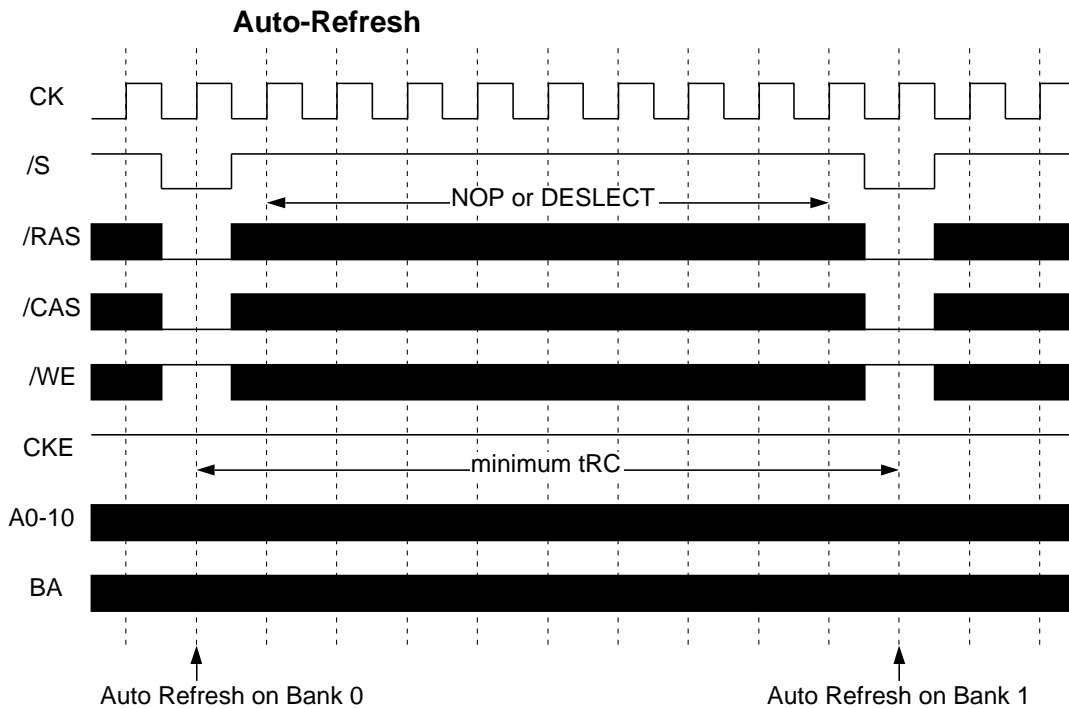 Auto-Refresh
CK
/S
NOP or DESLECT
/RAS
/CAS
/WE
CKE
minimum tRC
A0-10
BA
Auto Refresh on Bank 0
Auto Refresh on Bank 1